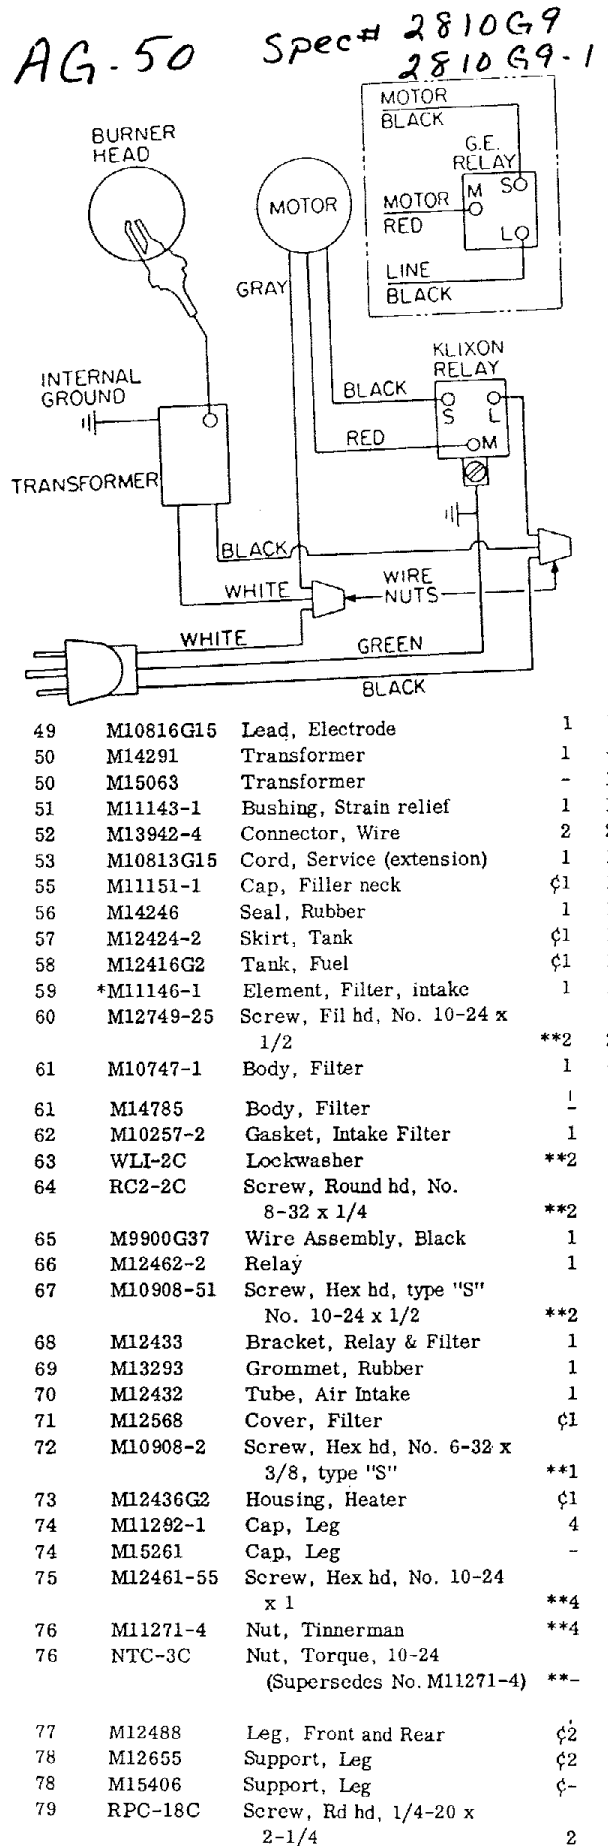 AG-50 Spec# 2810G9
2810G9-1
MOTOR
BLACK
G.E.
RELAY
M S
MOTOR
RED
L
LINE
BLACK
BURNER
HEAD
MOTOR
GRAY
KLIXON
RELAY
INTERNAL
GROUND
BLACK
S L
RED
M
TRANSFORMER
BLACK
WIRE
NUTS
WHITE
WHITE
GREEN
BLACK
49 M10816G15 Lead, Electrode 1
50 M14291 Transformer 1
50 M15063 Transformer -
51 M11143-1 Bushing, Strain relief 1
52 M13942-4 Connector, Wire 2
53 M10813G15 Cord, Service (extension) 1
55 M11151-1 Cap, Filler neck ¢1
56 M14246 Seal, Rubber 1
57 M12424-2 Skirt, Tank ¢1
58 M12416G2 Tank, Fuel ¢1
59 *M11146-1 Element, Filter, intake 1
60 M12749-25 Screw, Fil hd, No. 10-24 x
1/2 **2
61 M10747-1 Body, Filter 1
61 M14785 Body, Filter -
62 M10257-2 Gasket, Intake Filter 1
63 WLI-2C Lockwasher **2
64 RC2-2C Screw, Round hd, No.
8-32 x 1/4 **2
65 M9900G37 Wire Assembly, Black 1
66 M12462-2 Relay 1
67 M10908-51 Screw, Hex hd, type "S"
No. 10-24 x 1/2 **2
68 M12433 Bracket, Relay & Filter 1
69 M13293 Grommet, Rubber 1
70 M12432 Tube, Air Intake 1
71 M12568 Cover, Filter ¢1
72 M10908-2 Screw, Hex hd, No. 6-32 x
3/8, type "S" **1
73 M12436G2 Housing, Heater ¢1
74 M11292-1 Cap, Leg 4
74 M15261 Cap, Leg -
75 M12461-55 Screw, Hex hd, No. 10-24
x 1 **4
76 M11271-4 Nut, Tinnerman **4
76 NTC-3C Nut, Torque, 10-24
(Supersedes No. M11271-4) **-
77 M12488 Leg, Front and Rear ¢2
78 M12655 Support, Leg ¢2
78 M15406 Support, Leg ¢-
79 RPC-18C Screw, Rd hd, 1/4-20 x
2-1/4 2